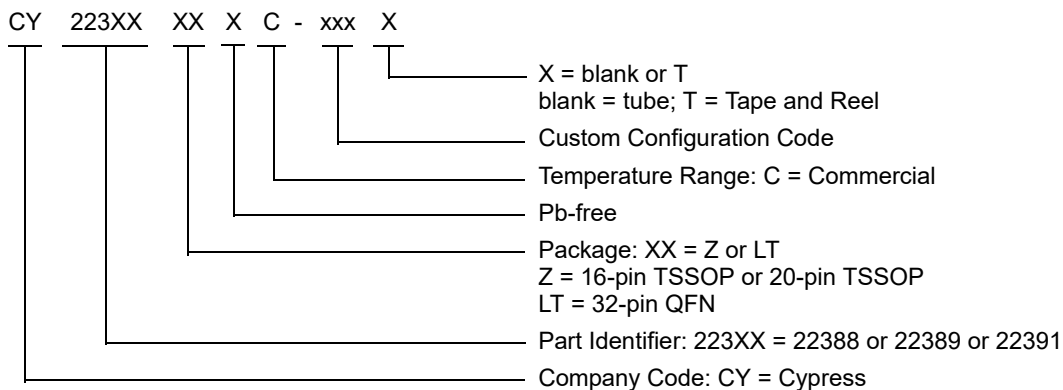 CY 223XX XX X C - xxx X
X = blank or T
blank = tube; T = Tape and Reel
Custom Configuration Code
Temperature Range: C = Commercial
Pb-free
Package: XX = Z or LT
Z = 16-pin TSSOP or 20-pin TSSOP
LT = 32-pin QFN
Part Identifier: 223XX = 22388 or 22389 or 22391
Company Code: CY = Cypress